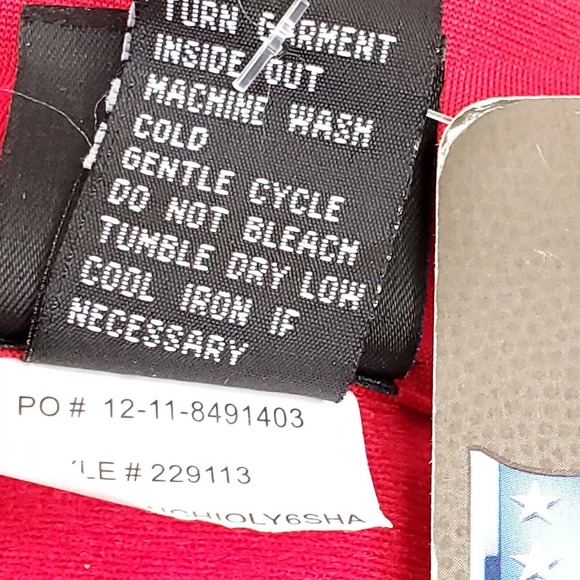 TURN GARMENT
INSIDE OUT
MACHINE WASH
COLD
GENTLE CYCLE
DO NOT BLEACH
TUMBLE DRY LOW
COOL IRON IF
NECESSARY
PO # 12-11-8491403
LE # 229113